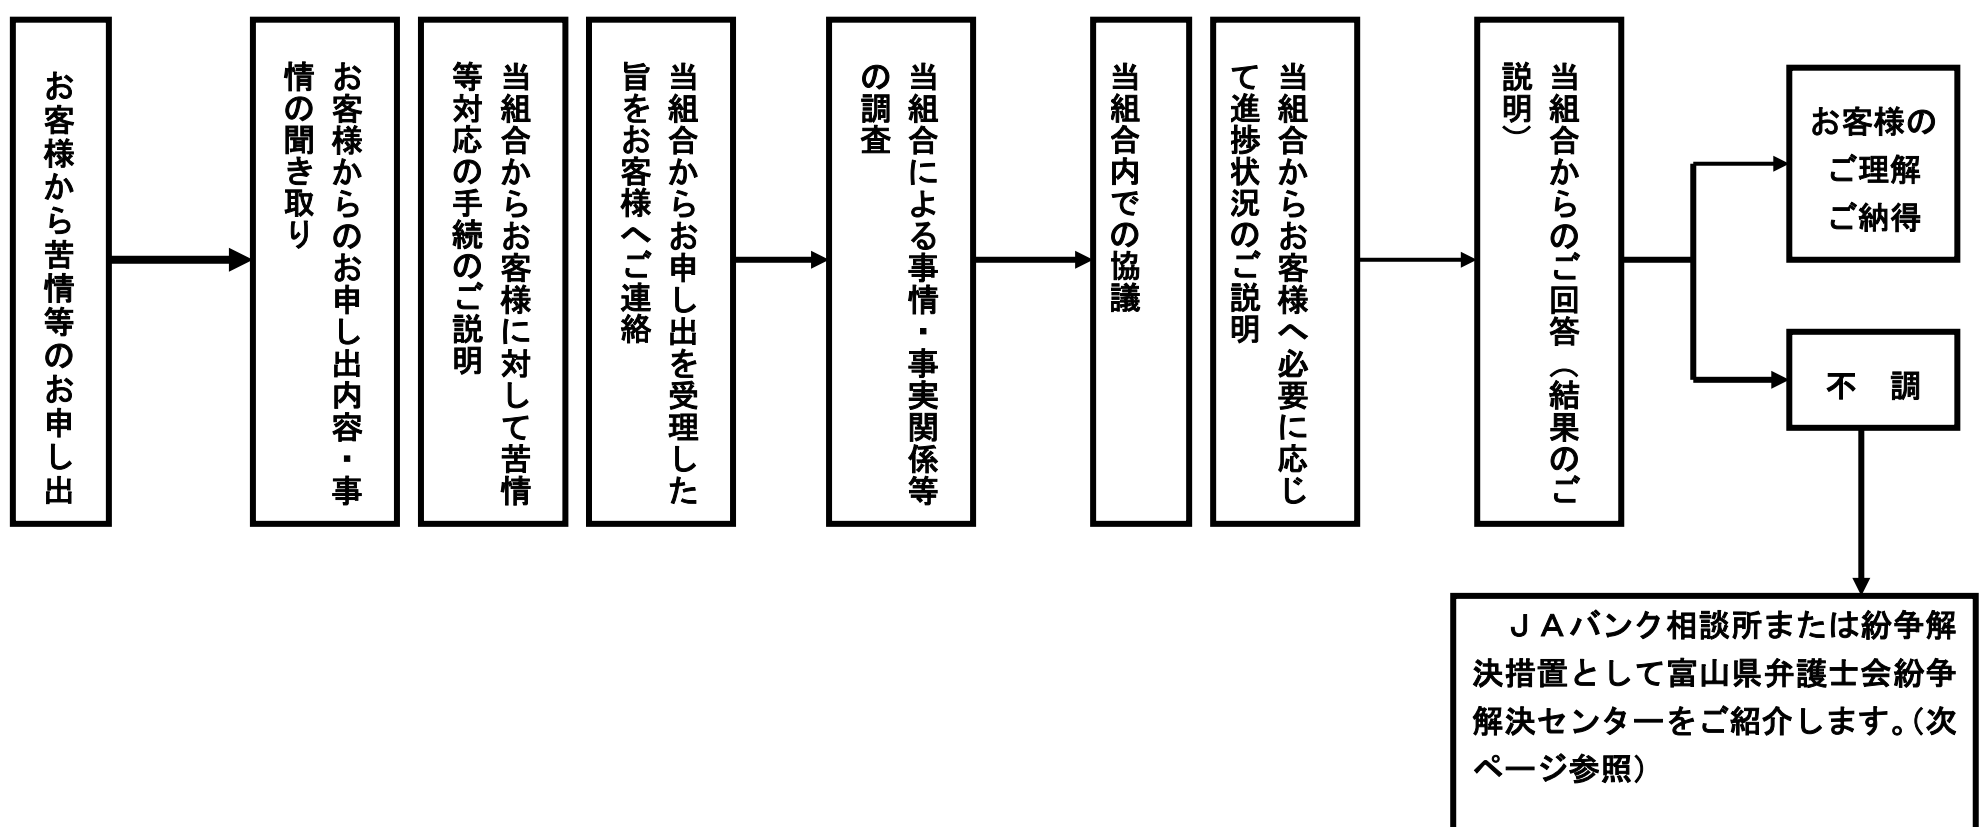 お客様から苦情等のお申し出
お客様からのお申し出内容・事
情の聞き取り
当組合からお客様に対して苦情
等対応の手続のご説明
当組合からお申し出を受理した
旨をお客様へご連絡
当組合による事情・事実関係等
の調査
当組合内での協議
当組合からお客様へ必要に応じ
て進捗状況のご説明
当組合からのご回答（結果のご
説明）
お客様の
ご理解
ご納得
不　調
ＪＡバンク相談所または紛争解
決措置として富山県弁護士会紛争
解決センターをご紹介します。（次
ページ参照）